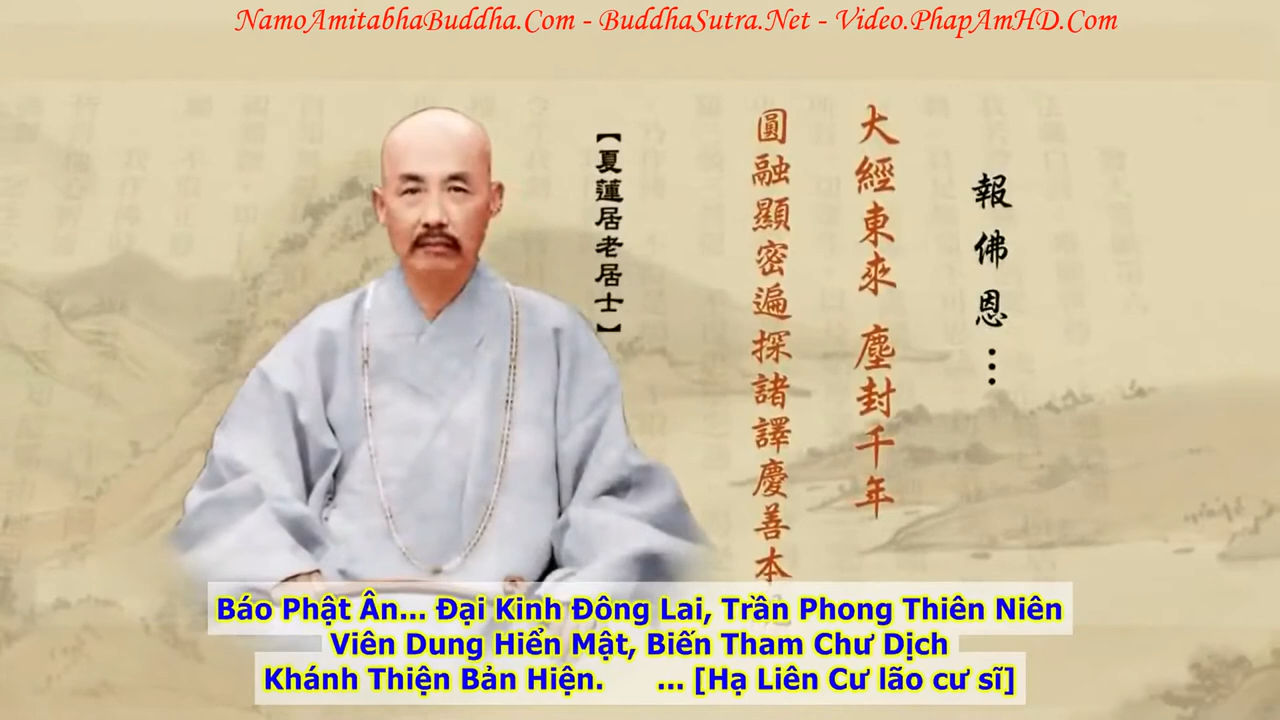 NamoAmitabhaBuddha.Com - BuddhaSutra.Net - Video.PhapAmHD.Com
報佛恩…
大經東來 塵封千年
圓融顯密遍探諸譯慶善本
【夏蓮居老居士】
Báo Phật Ân... Đại Kinh Đông Lai, Trần Phong Thiên Niên
Viên Dung Hiển Mật, Biến Tham Chư Dịch
Khánh Thiện Bản Hiện. ... [Hạ Liên Cư lão cư sĩ]